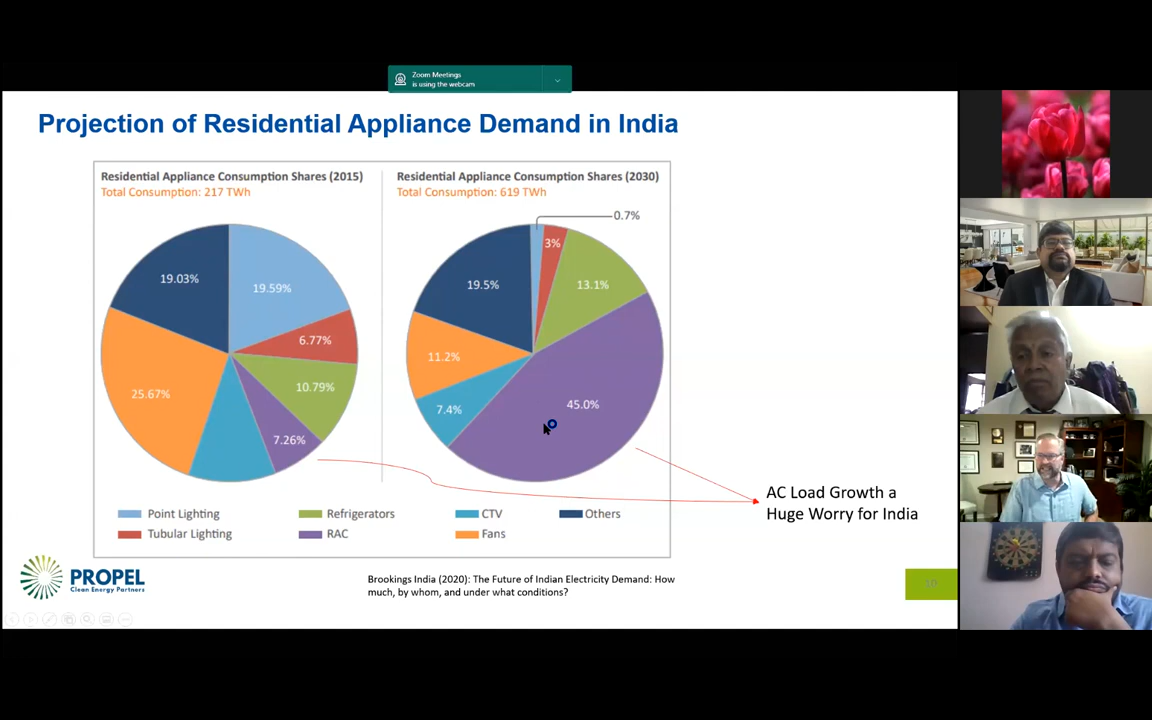 Zoom Meetings
is using the webcam
Projection of Residential Appliance Demand in India
Residential Appliance Consumption Shares (2015)
Total Consumption: 217 TWh
19.03%
19.59%
6.77%
10.79%
7.26%
25.67%
Residential Appliance Consumption Shares (2030)
Total Consumption: 619 TWh
0.7%
3%
13.1%
19.5%
11.2%
7.4%
45.0%
AC Load Growth a
Huge Worry for India
Point Lighting
Refrigerators
CTV
Others
Tubular Lighting
RAC
Fans
PROPEL
Clean Energy Partners
Brookings India (2020): The Future of Indian Electricity Demand: How
much, by whom, and under what conditions?